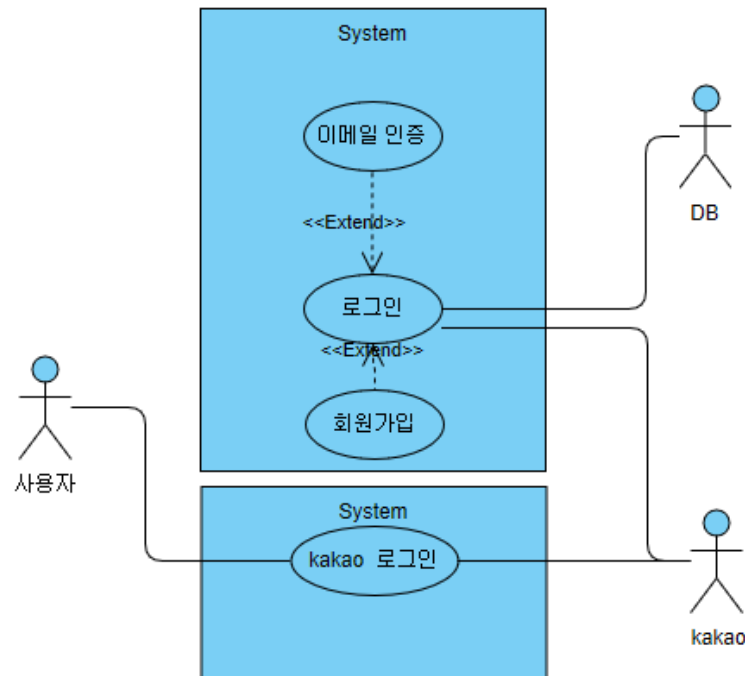 System
이메일 인증
<<Extend>>
DB
로그인
<<Extend>>
회원가입
사용자
System
kakao 로그인
kakao